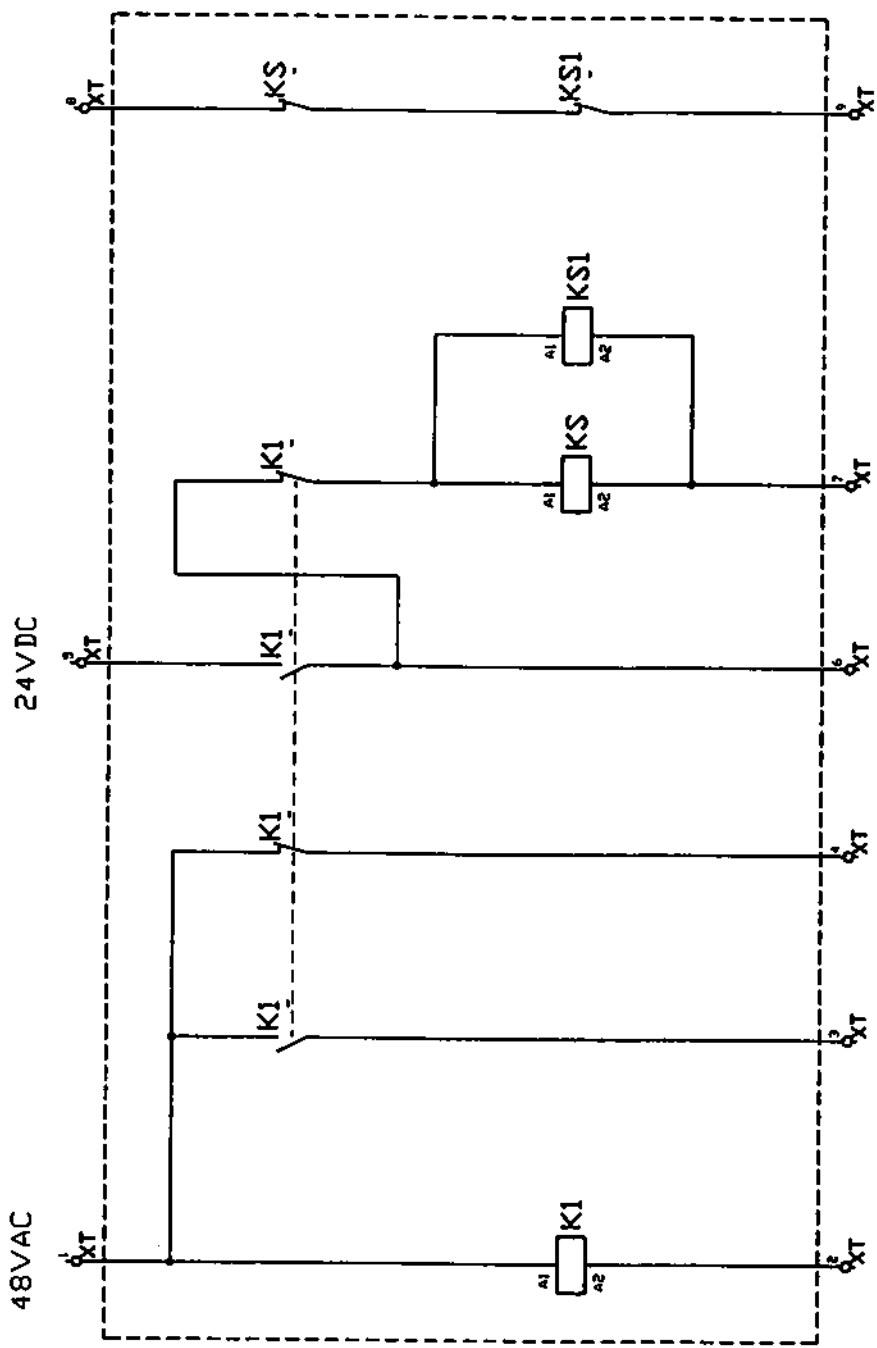 48VAC 24VDC
1 5 8
XT XT XT
K1 K1 K1 K1 KS
A1 A1 A1
K1 KS KS1 KS1
A2 A2 A2
2 3 4 6 7 9
XT XT XT XT XT XT